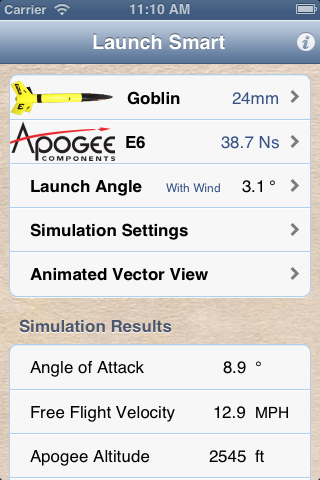 Carrier 11:10 AM
Launch Smart
Goblin 24mm
APOGEE COMPONENTS E6 38.7 Ns
Launch Angle With Wind 3.1 °
Simulation Settings
Animated Vector View
Simulation Results
Angle of Attack 8.9 °
Free Flight Velocity 12.9 MPH
Apogee Altitude 2545 ft